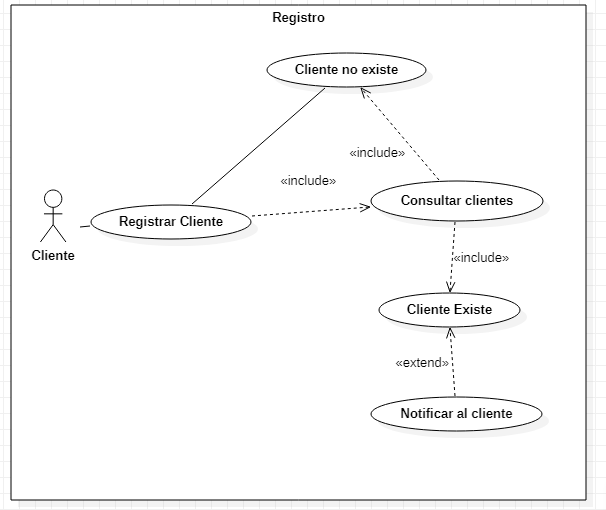 Registro
Cliente no existe
«include»
«include»
Consultar clientes
Registrar Cliente
Cliente
«include»
Cliente Existe
«extend»
Notificar al cliente